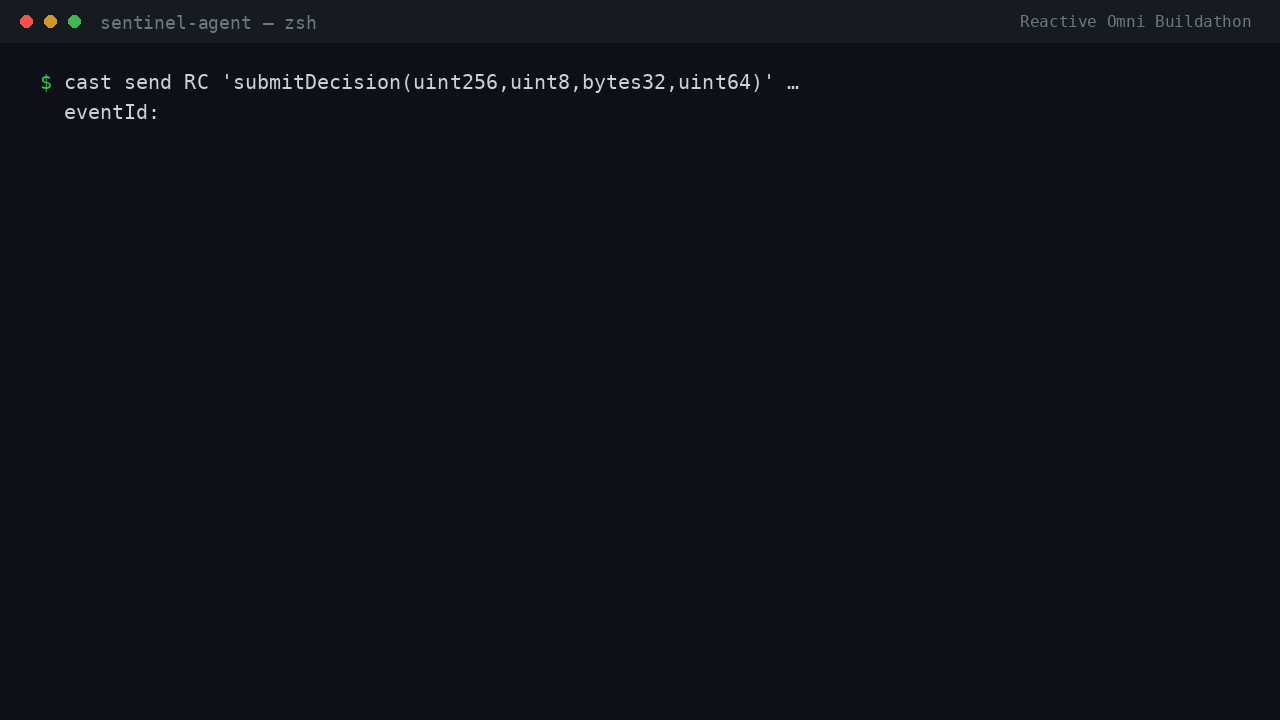 sentinel-agent — zsh
Reactive Omni Buildathon
$ cast send RC 'submitDecision(uint256,uint8,bytes32,uint64)' …
eventId: